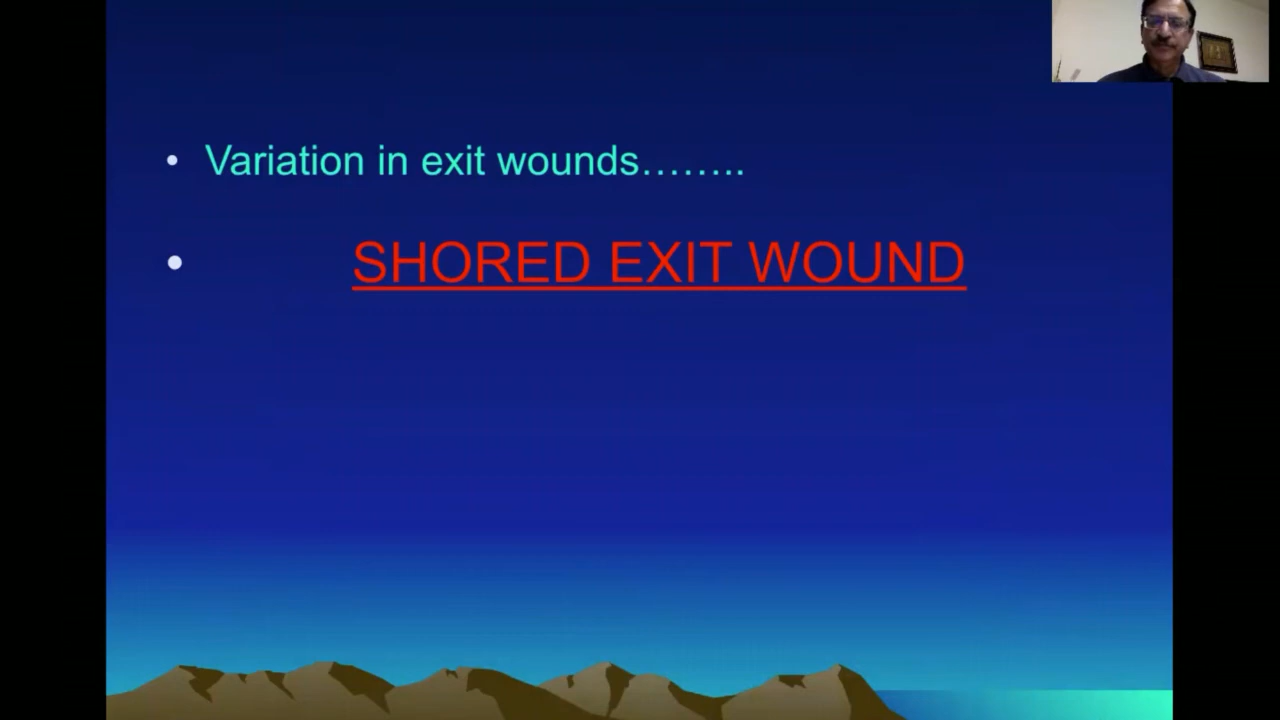 • Variation in exit wounds……..
• SHORED EXIT WOUND